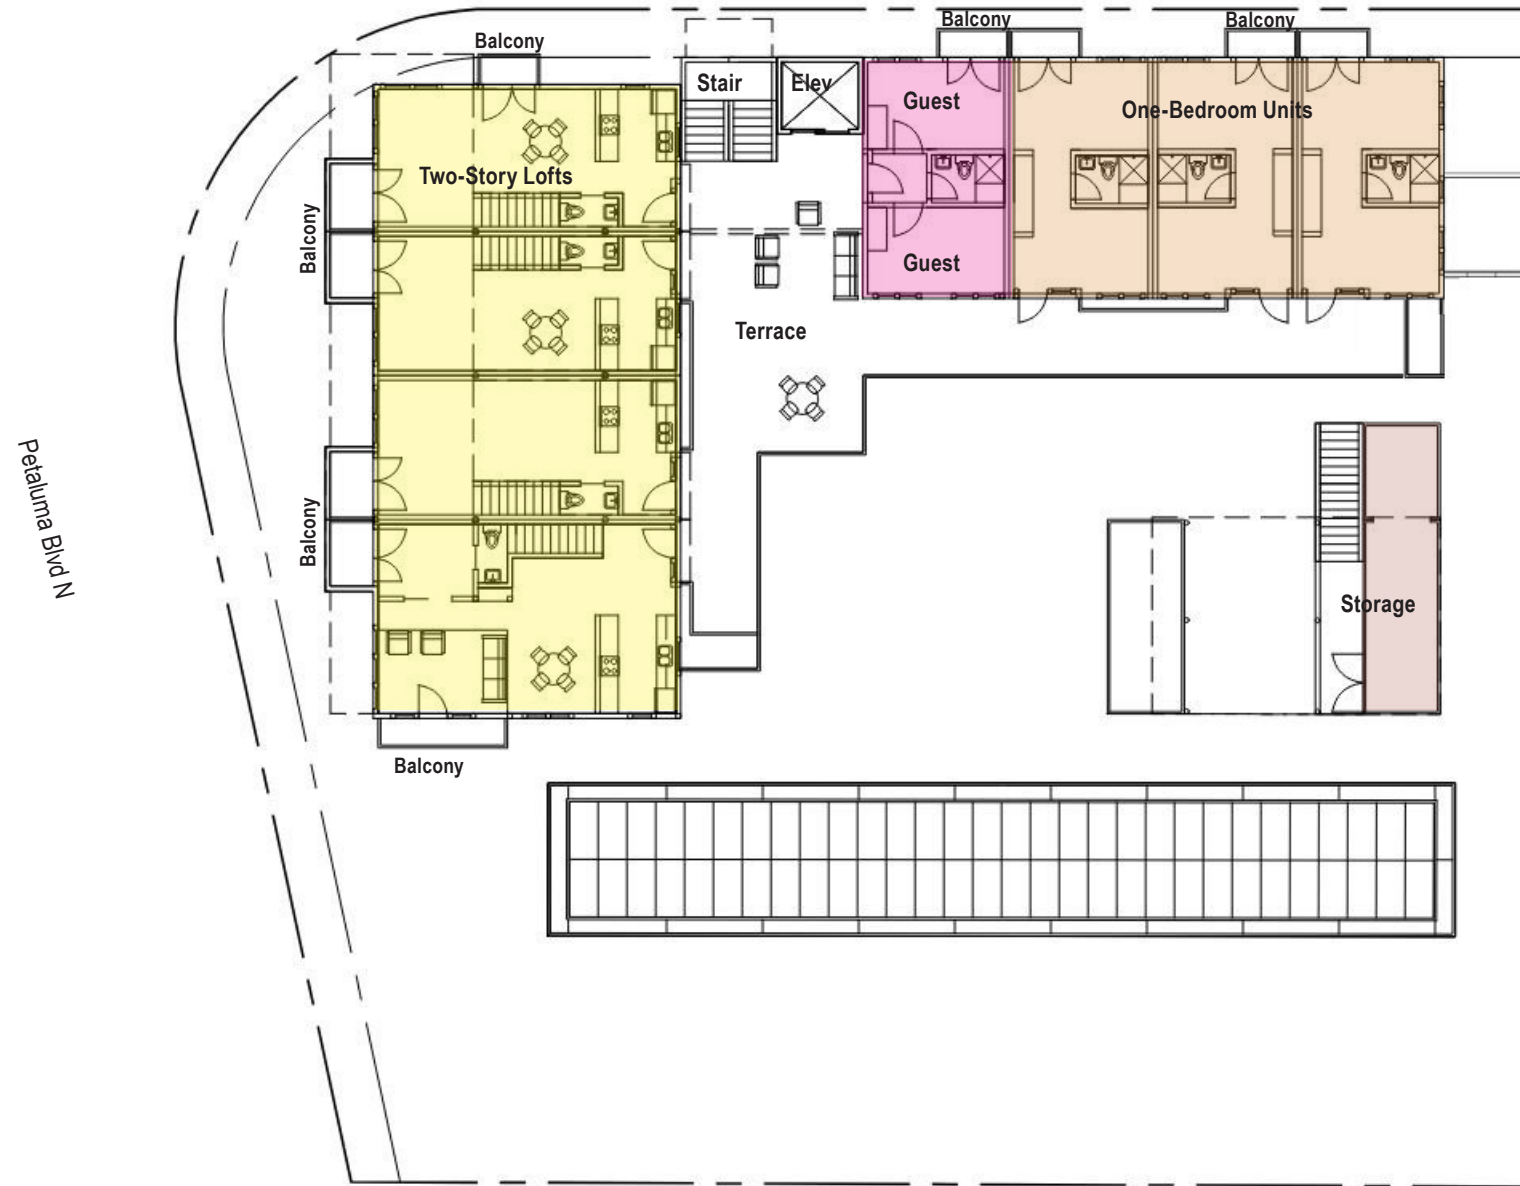 Balcony
Balcony
Balcony
Stair
Elev
Guest
One-Bedroom Units
Two-Story Lofts
Balcony
Guest
Terrace
Petaluma Blvd N
Balcony
Storage
Balcony